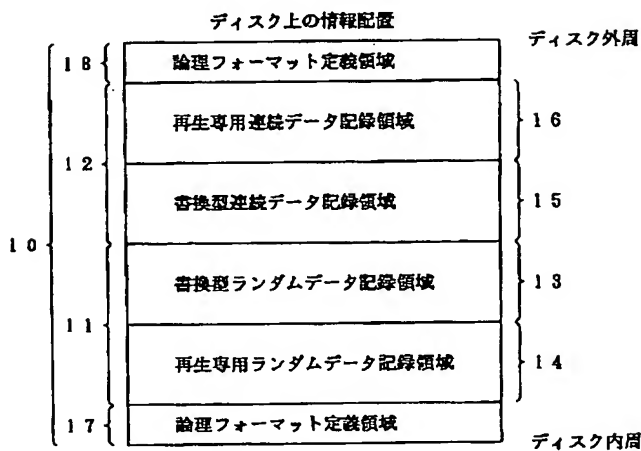 ディスク上の情報配置
ディスク外周
18 論理フォーマット定義領域
再生専用連続データ記録領域 16
12
書換型連続データ記録領域 15
10
書換型ランダムデータ記録領域 13
11
再生専用ランダムデータ記録領域 14
17 論理フォーマット定義領域
ディスク内周